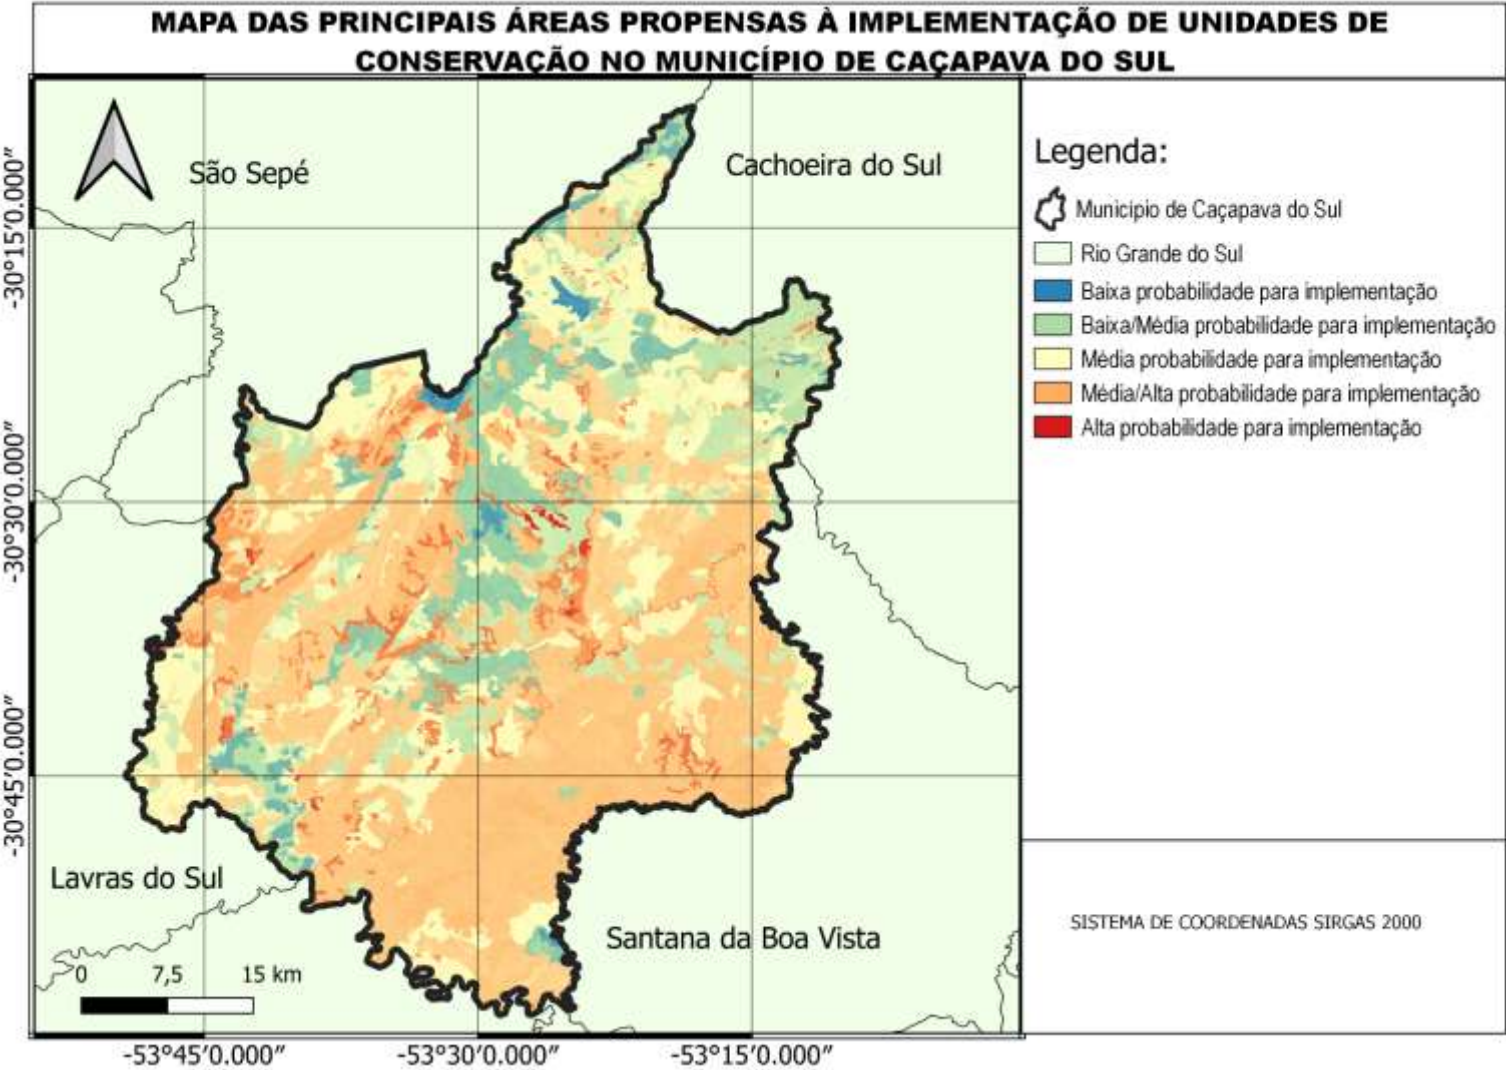 MAPA DAS PRINCIPAIS ÁREAS PROPENSAS À IMPLEMENTAÇÃO DE UNIDADES DE
CONSERVAÇÃO NO MUNICÍPIO DE CAÇAPAVA DO SUL
São Sepé
Cachoeira do Sul
Lavras do Sul
Santana da Boa Vista
-30°15'0.000"
-30°30'0.000"
-30°45'0.000"
0 7,5 15 km
-53°45'0.000" -53°30'0.000" -53°15'0.000"
Legenda:
Município de Caçapava do Sul
Rio Grande do Sul
Baixa probabilidade para implementação
Baixa/Média probabilidade para implementação
Média probabilidade para implementação
Média/Alta probabilidade para implementação
Alta probabilidade para implementação
SISTEMA DE COORDENADAS SIRGAS 2000